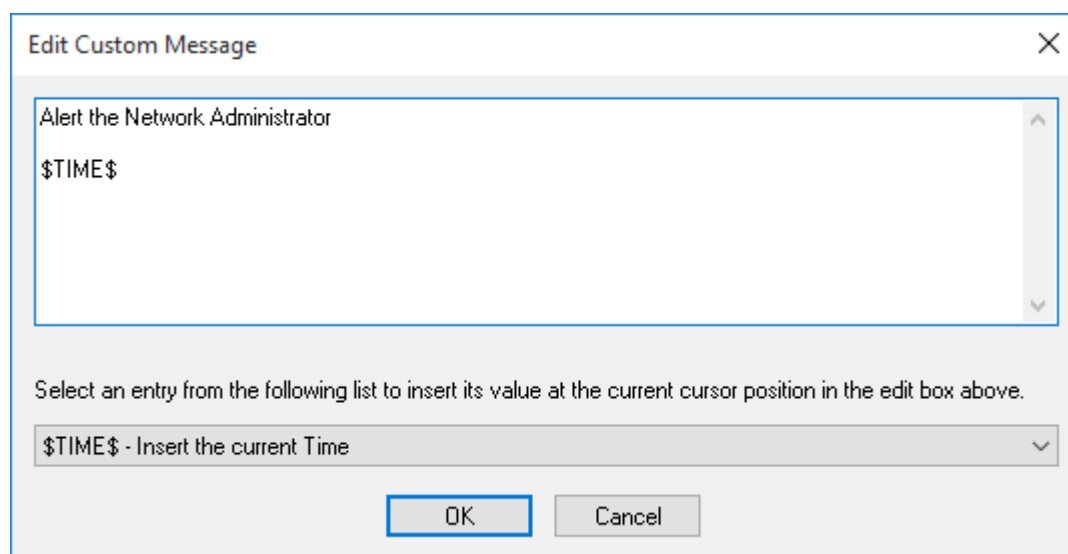 Edit Custom Message
Alert the Network Administrator
$TIME$
Select an entry from the following list to insert its value at the current cursor position in the edit box above.
$TIME$ - Insert the current Time
OK
Cancel